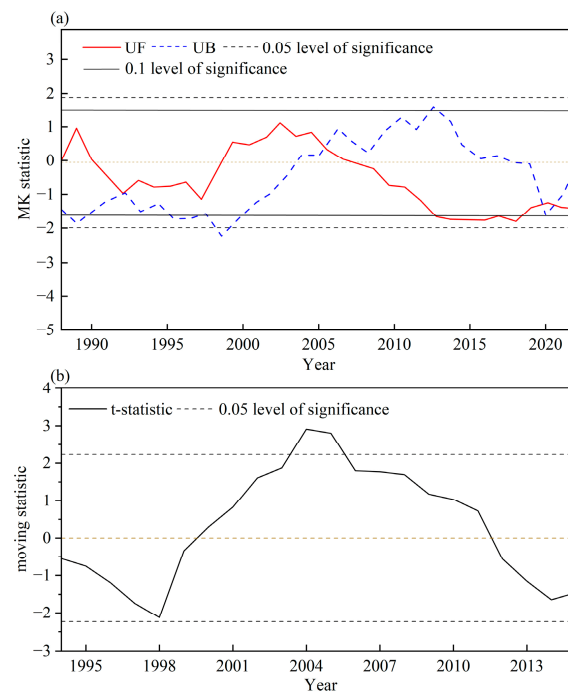 (a)
UF UB 0.05 level of significance
0.1 level of significance
3
2
1
0
−1
−2
−3
−4
−5
MK statistic
1990 1995 2000 2005 2010 2015 2020
Year
(b)
t-statistic 0.05 level of significance
4
3
2
1
0
−1
−2
−3
moving statistic
1995 1998 2001 2004 2007 2010 2013
Year